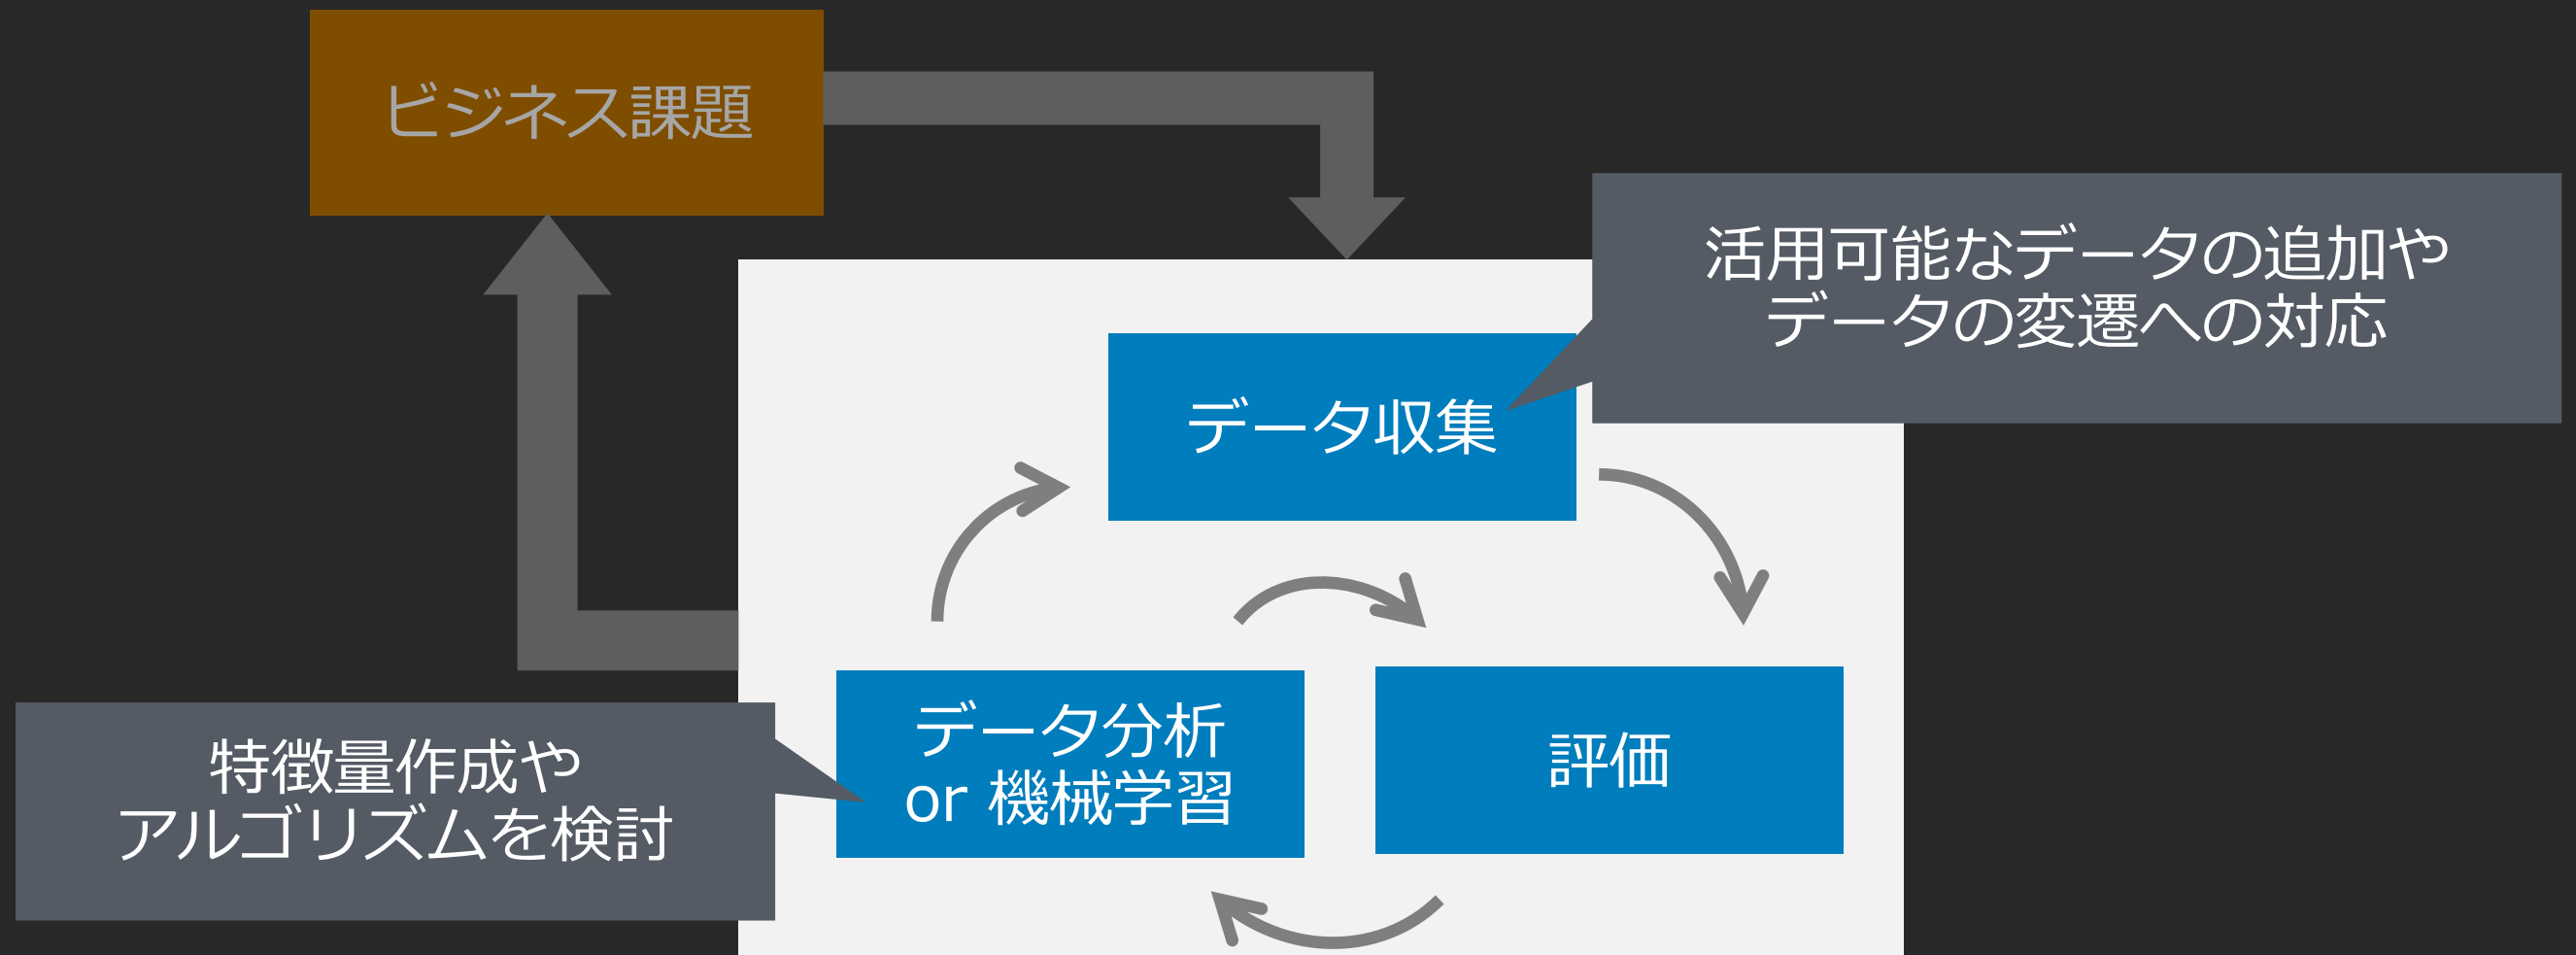 ビジネス課題
活用可能なデータの追加や
データの変遷への対応
データ収集
データ分析
or 機械学習
評価
特徴量作成や
アルゴリズムを検討